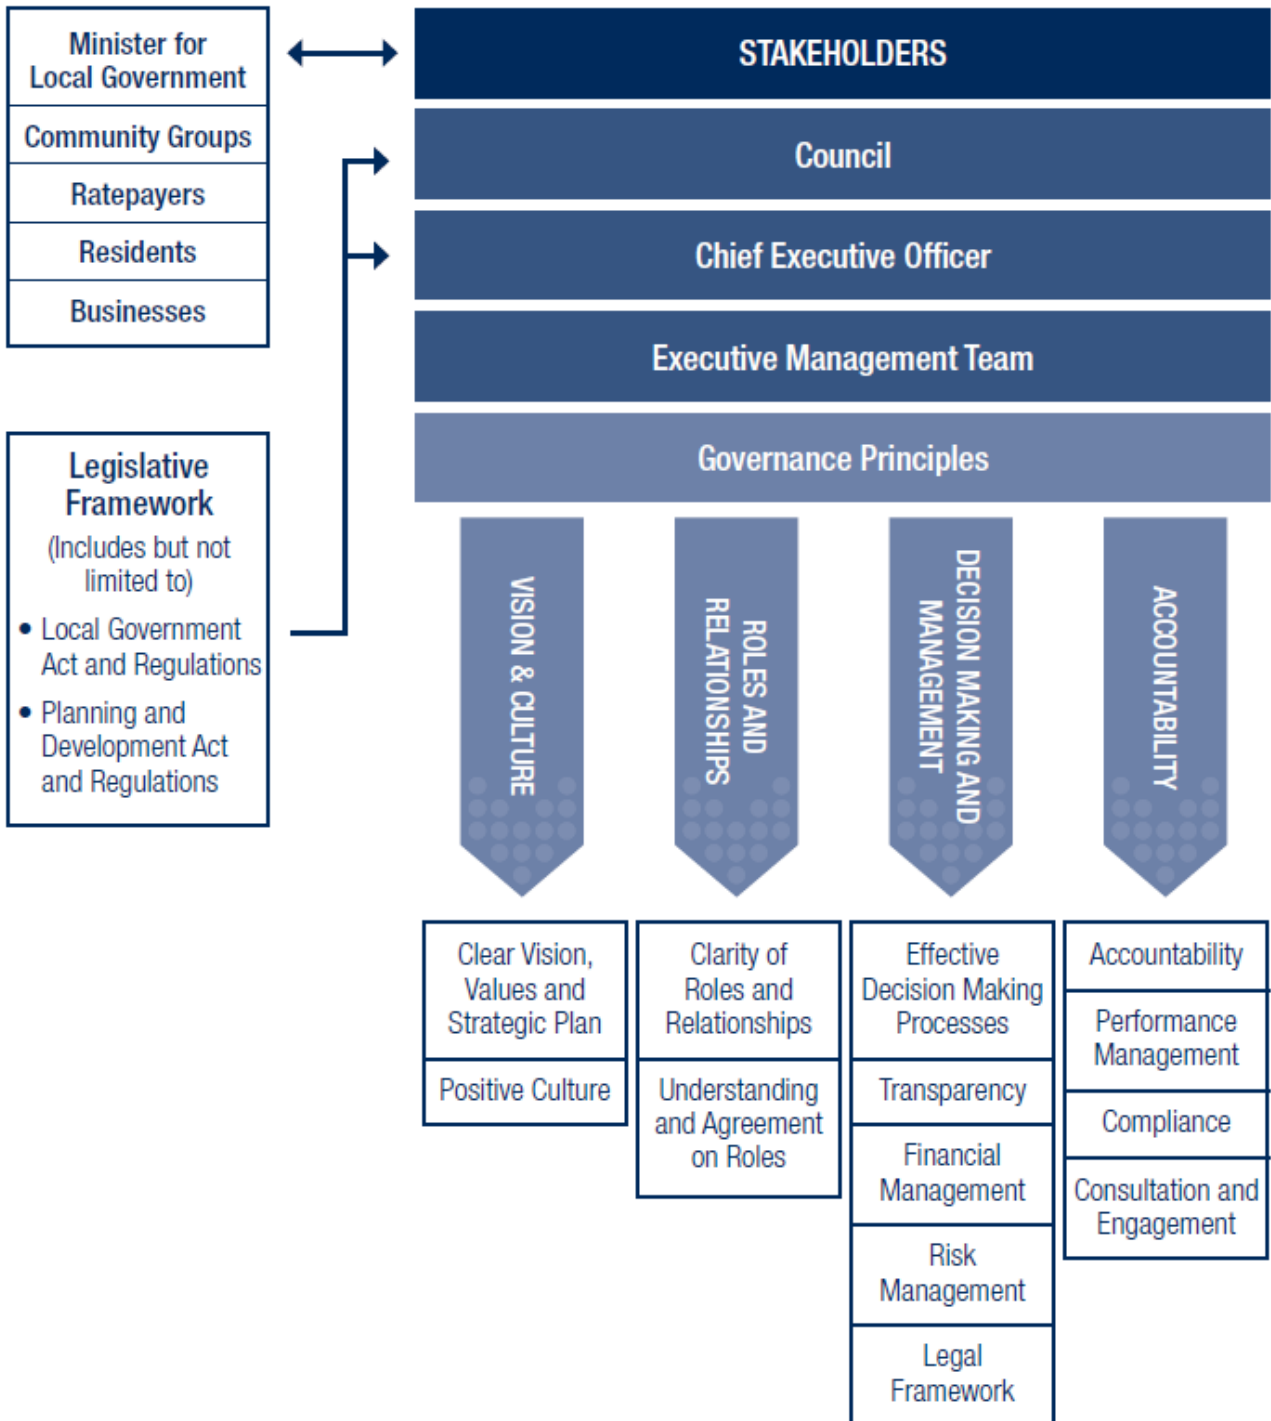 Minister for
Local Government
Community Groups
Ratepayers
Residents
Businesses
Legislative
Framework
(Includes but not
limited to)
• Local Government
Act and Regulations
• Planning and
Development Act
and Regulations
STAKEHOLDERS
Council
Chief Executive Officer
Executive Management Team
Governance Principles
VISION & CULTURE
ROLES AND
RELATIONSHIPS
DECISION MAKING AND
MANAGEMENT
ACCOUNTABILITY
Clear Vision,
Values and
Strategic Plan
Positive Culture
Clarity of
Roles and
Relationships
Understanding
and Agreement
on Roles
Effective
Decision Making
Processes
Transparency
Financial
Management
Risk
Management
Legal
Framework
Accountability
Performance
Management
Compliance
Consultation and
Engagement